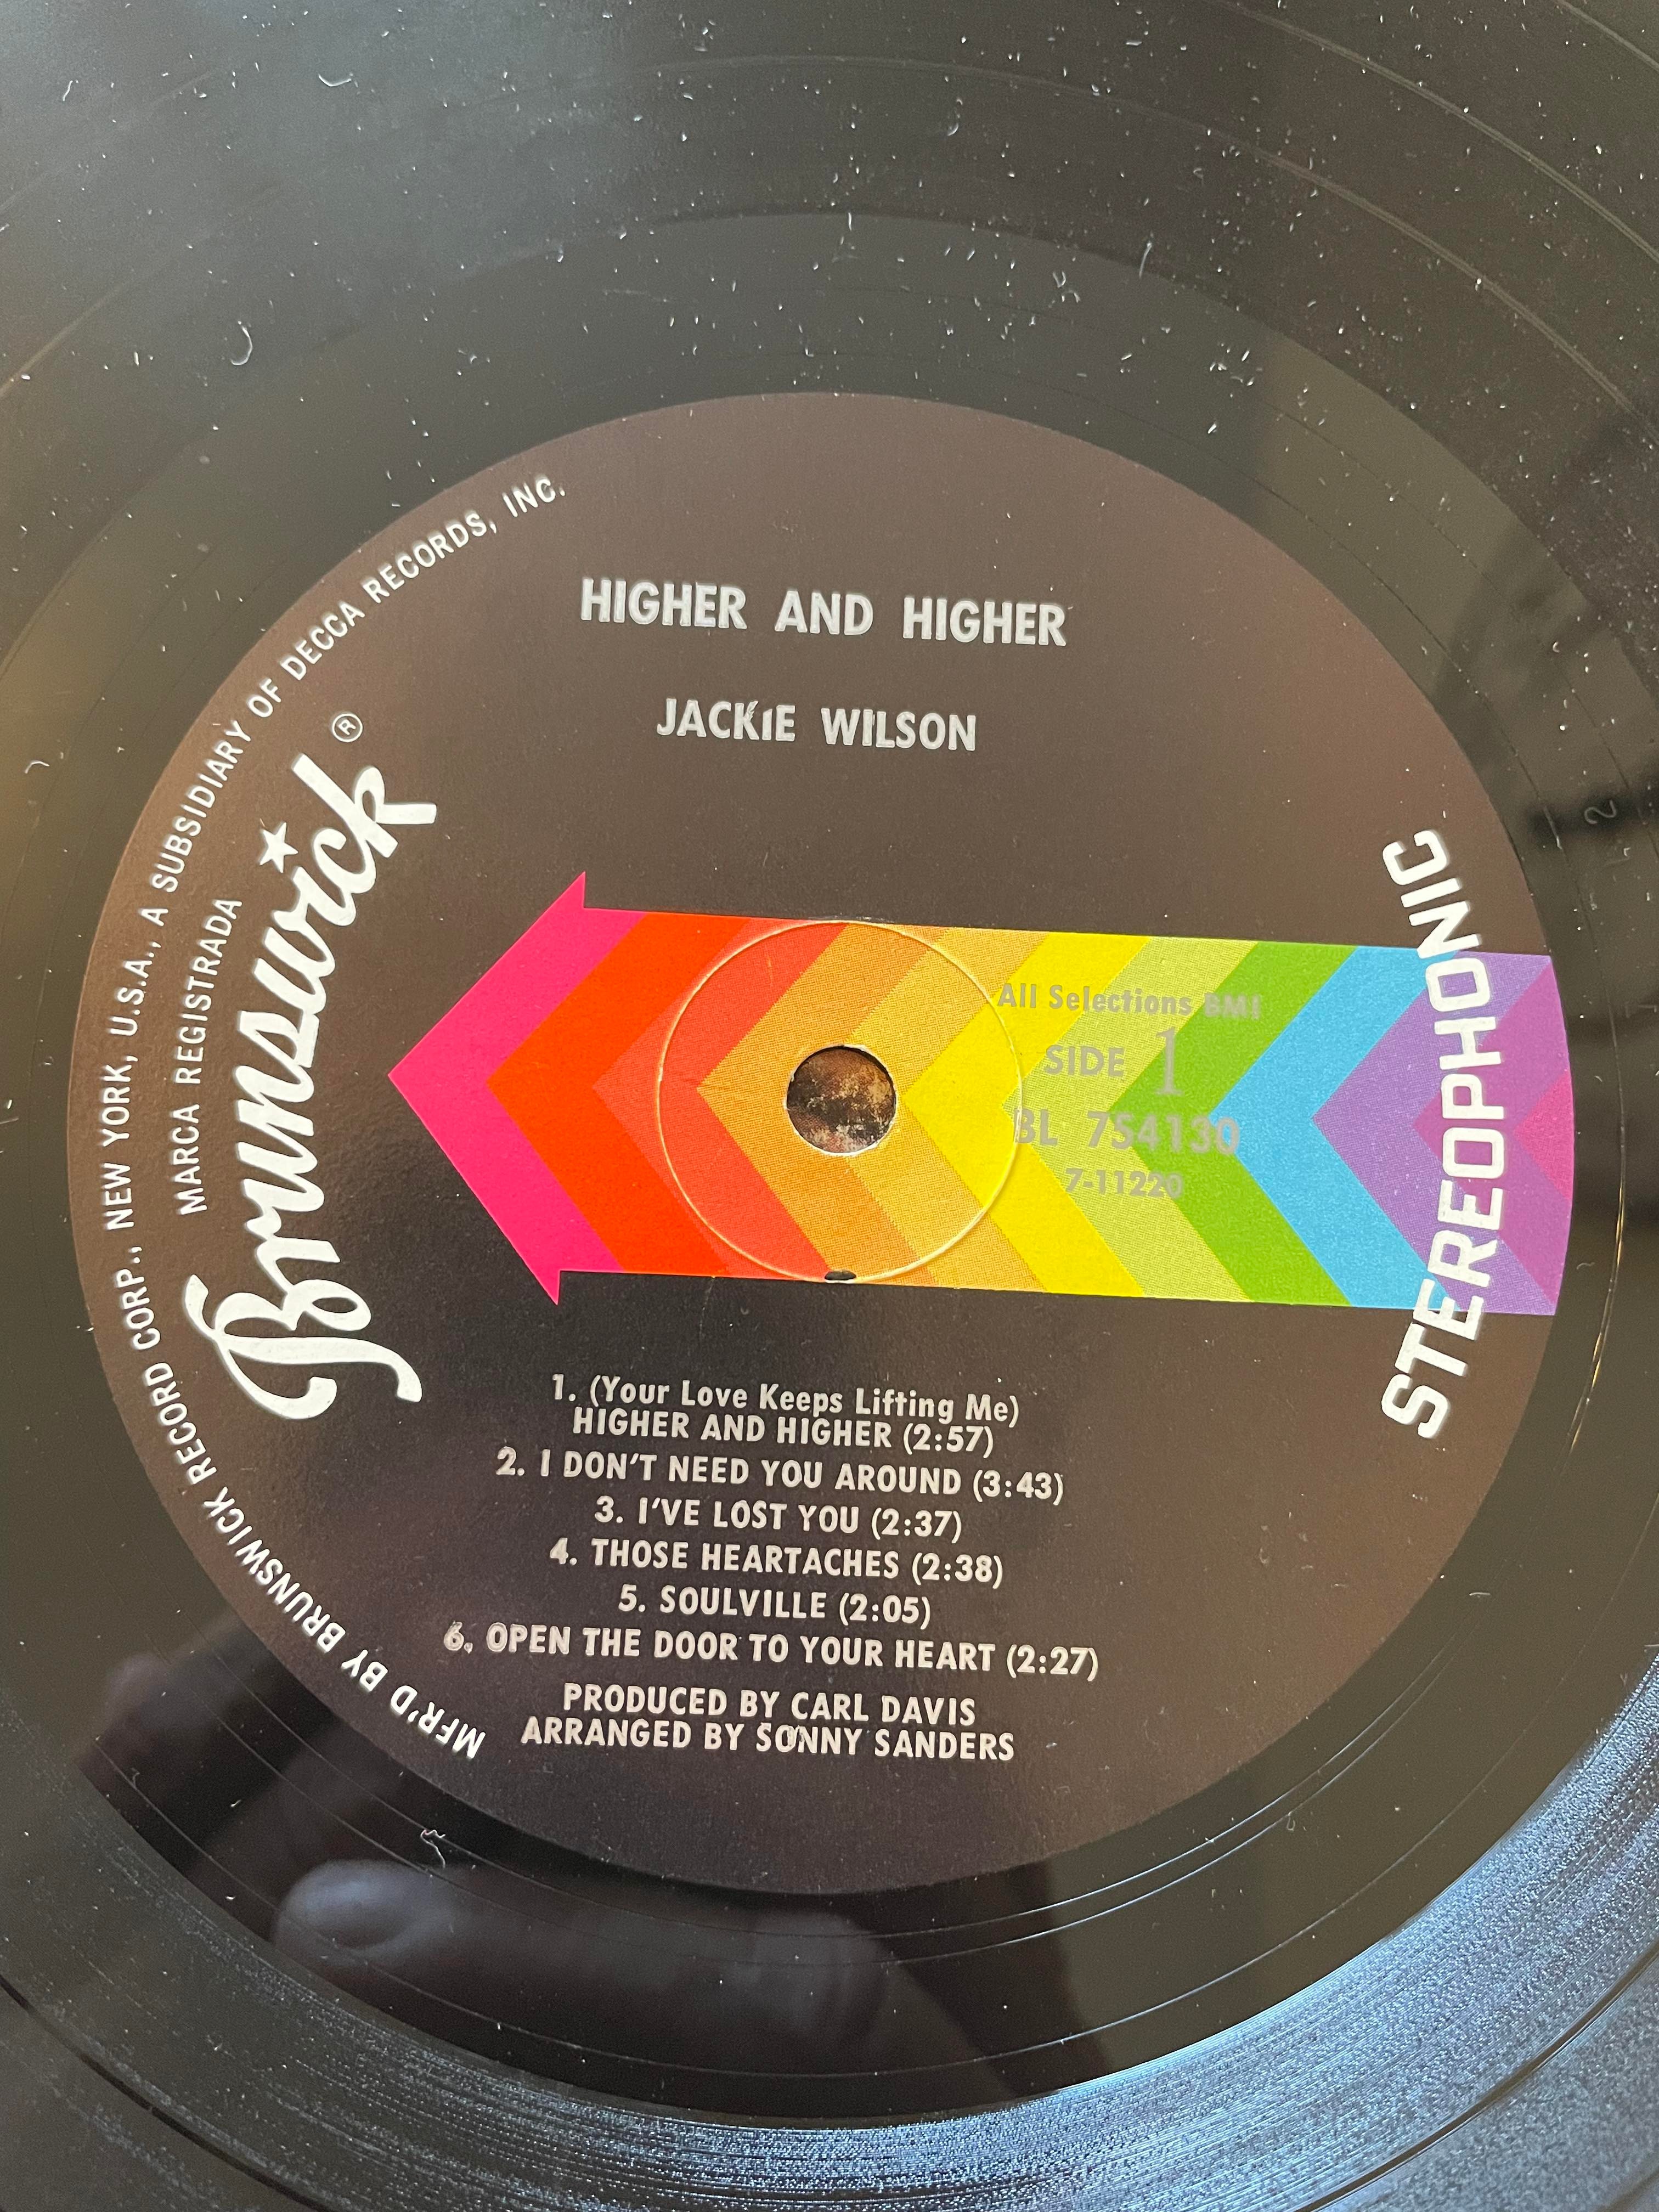 HIGHER AND HIGHER
JACKIE WILSON
Brunswick ®
MARCA REGISTRADA
MFR'D BY BRUNSWICK RECORD CORP., NEW YORK, U.S.A., A SUBSIDIARY OF DECCA RECORDS, INC.
All Selections BMI
SIDE 1
BL 754130
7-11220
STEREOPHONIC
1. (Your Love Keeps Lifting Me)
HIGHER AND HIGHER (2:57)
2. I DON'T NEED YOU AROUND (3:43)
3. I'VE LOST YOU (2:37)
4. THOSE HEARTACHES (2:38)
5. SOULVILLE (2:05)
6. OPEN THE DOOR TO YOUR HEART (2:27)
PRODUCED BY CARL DAVIS
ARRANGED BY SONNY SANDERS